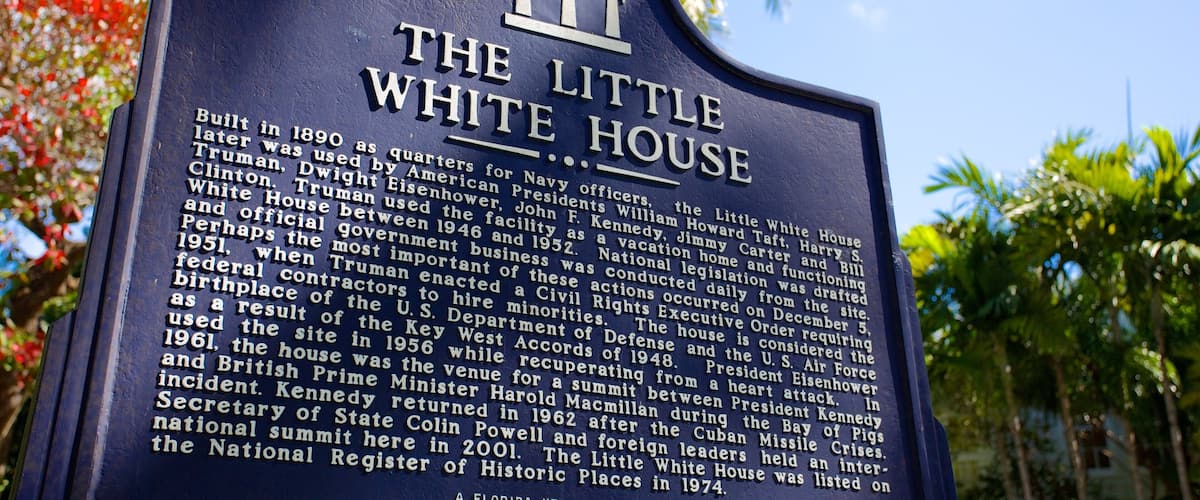 THE LITTLE
WHITE HOUSE
...
Built in 1890 as quarters for Navy officers, the Little White House
later was used by American Presidents William Howard Taft, Harry S.
Truman, Dwight Eisenhower, John F. Kennedy, Jimmy Carter and Bill
Clinton. Truman used the facility as a vacation home and functioning
White House between 1946 and 1952. National legislation was drafted
and official government business was conducted daily from the site.
Perhaps the most important of these actions occurred on December 5,
1951, when Truman enacted a Civil Rights Executive Order requiring
federal contractors to hire minorities. The house is considered the
birthplace of the U.S. Department of Defense and the U.S. Air Force
as a result of the Key West Accords of 1948. President Eisenhower
used the site in 1956 while recuperating from a heart attack. In
1961, the house was the venue for a summit between President Kennedy
and British Prime Minister Harold Macmillan during the Bay of Pigs
incident. Kennedy returned in 1962 after the Cuban Missile Crises.
Secretary of State Colin Powell and foreign leaders held an inter-
national summit here in 2001. The Little White House was listed on
the National Register of Historic Places in 1974.
A FLORIDA